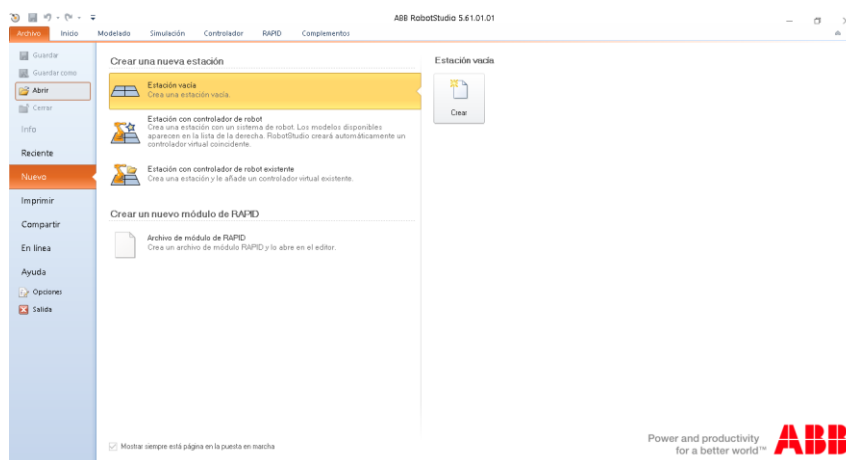 ABB RobotStudio 5.61.01.01
Archivo Inicio Modelado Simulación Controlador RAPID Complementos
Guardar
Guardar como
Abrir
Cerrar
Info
Reciente
Nuevo
Imprimir
Compartir
En línea
Ayuda
Opciones
Salida
Crear una nueva estación
Estación vacía
Crea una estación vacía.
Estación con controlador de robot
Crea una estación con un sistema de robot. Los modelos disponibles
aparecen en la lista de la derecha. RobotStudio creará automáticamente un
controlador virtual coincidente.
Estación con controlador de robot existente
Crea una estación y le añade un controlador virtual existente.
Crear un nuevo módulo de RAPID
Archivo de módulo de RAPID
Crea un archivo de módulo RAPID y lo abre en el editor.
Mostrar siempre está página en la puesta en marcha
Estación vacía
Crear
Power and productivity
for a better world™
ABB